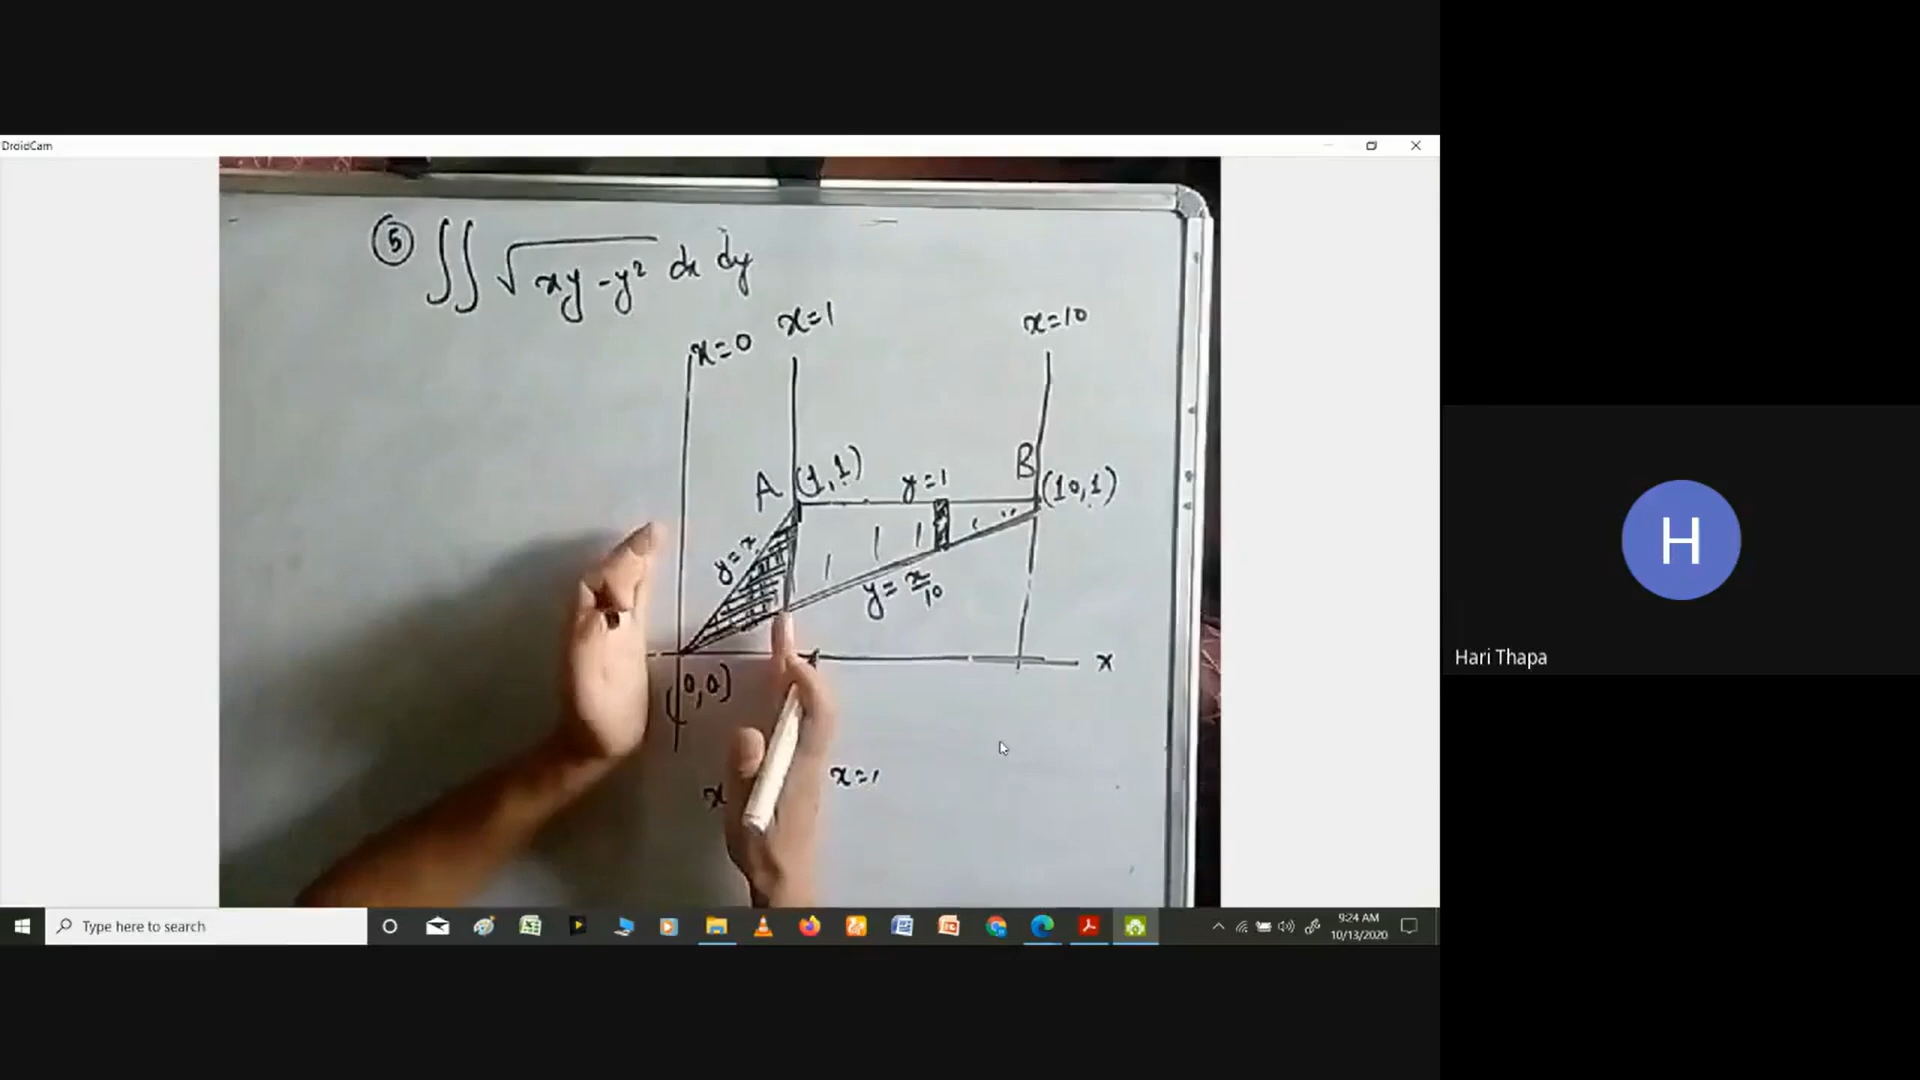 DroidCam
⑤ ∫∫ √xy-y² dx dy
x=0
x=1
x=10
A (1,1)
y=1
B
(10,1)
y=x
y=x/10
(0,0)
x
x
x=1
H
Hari Thapa
Type here to search
9:24 AM
10/13/2020